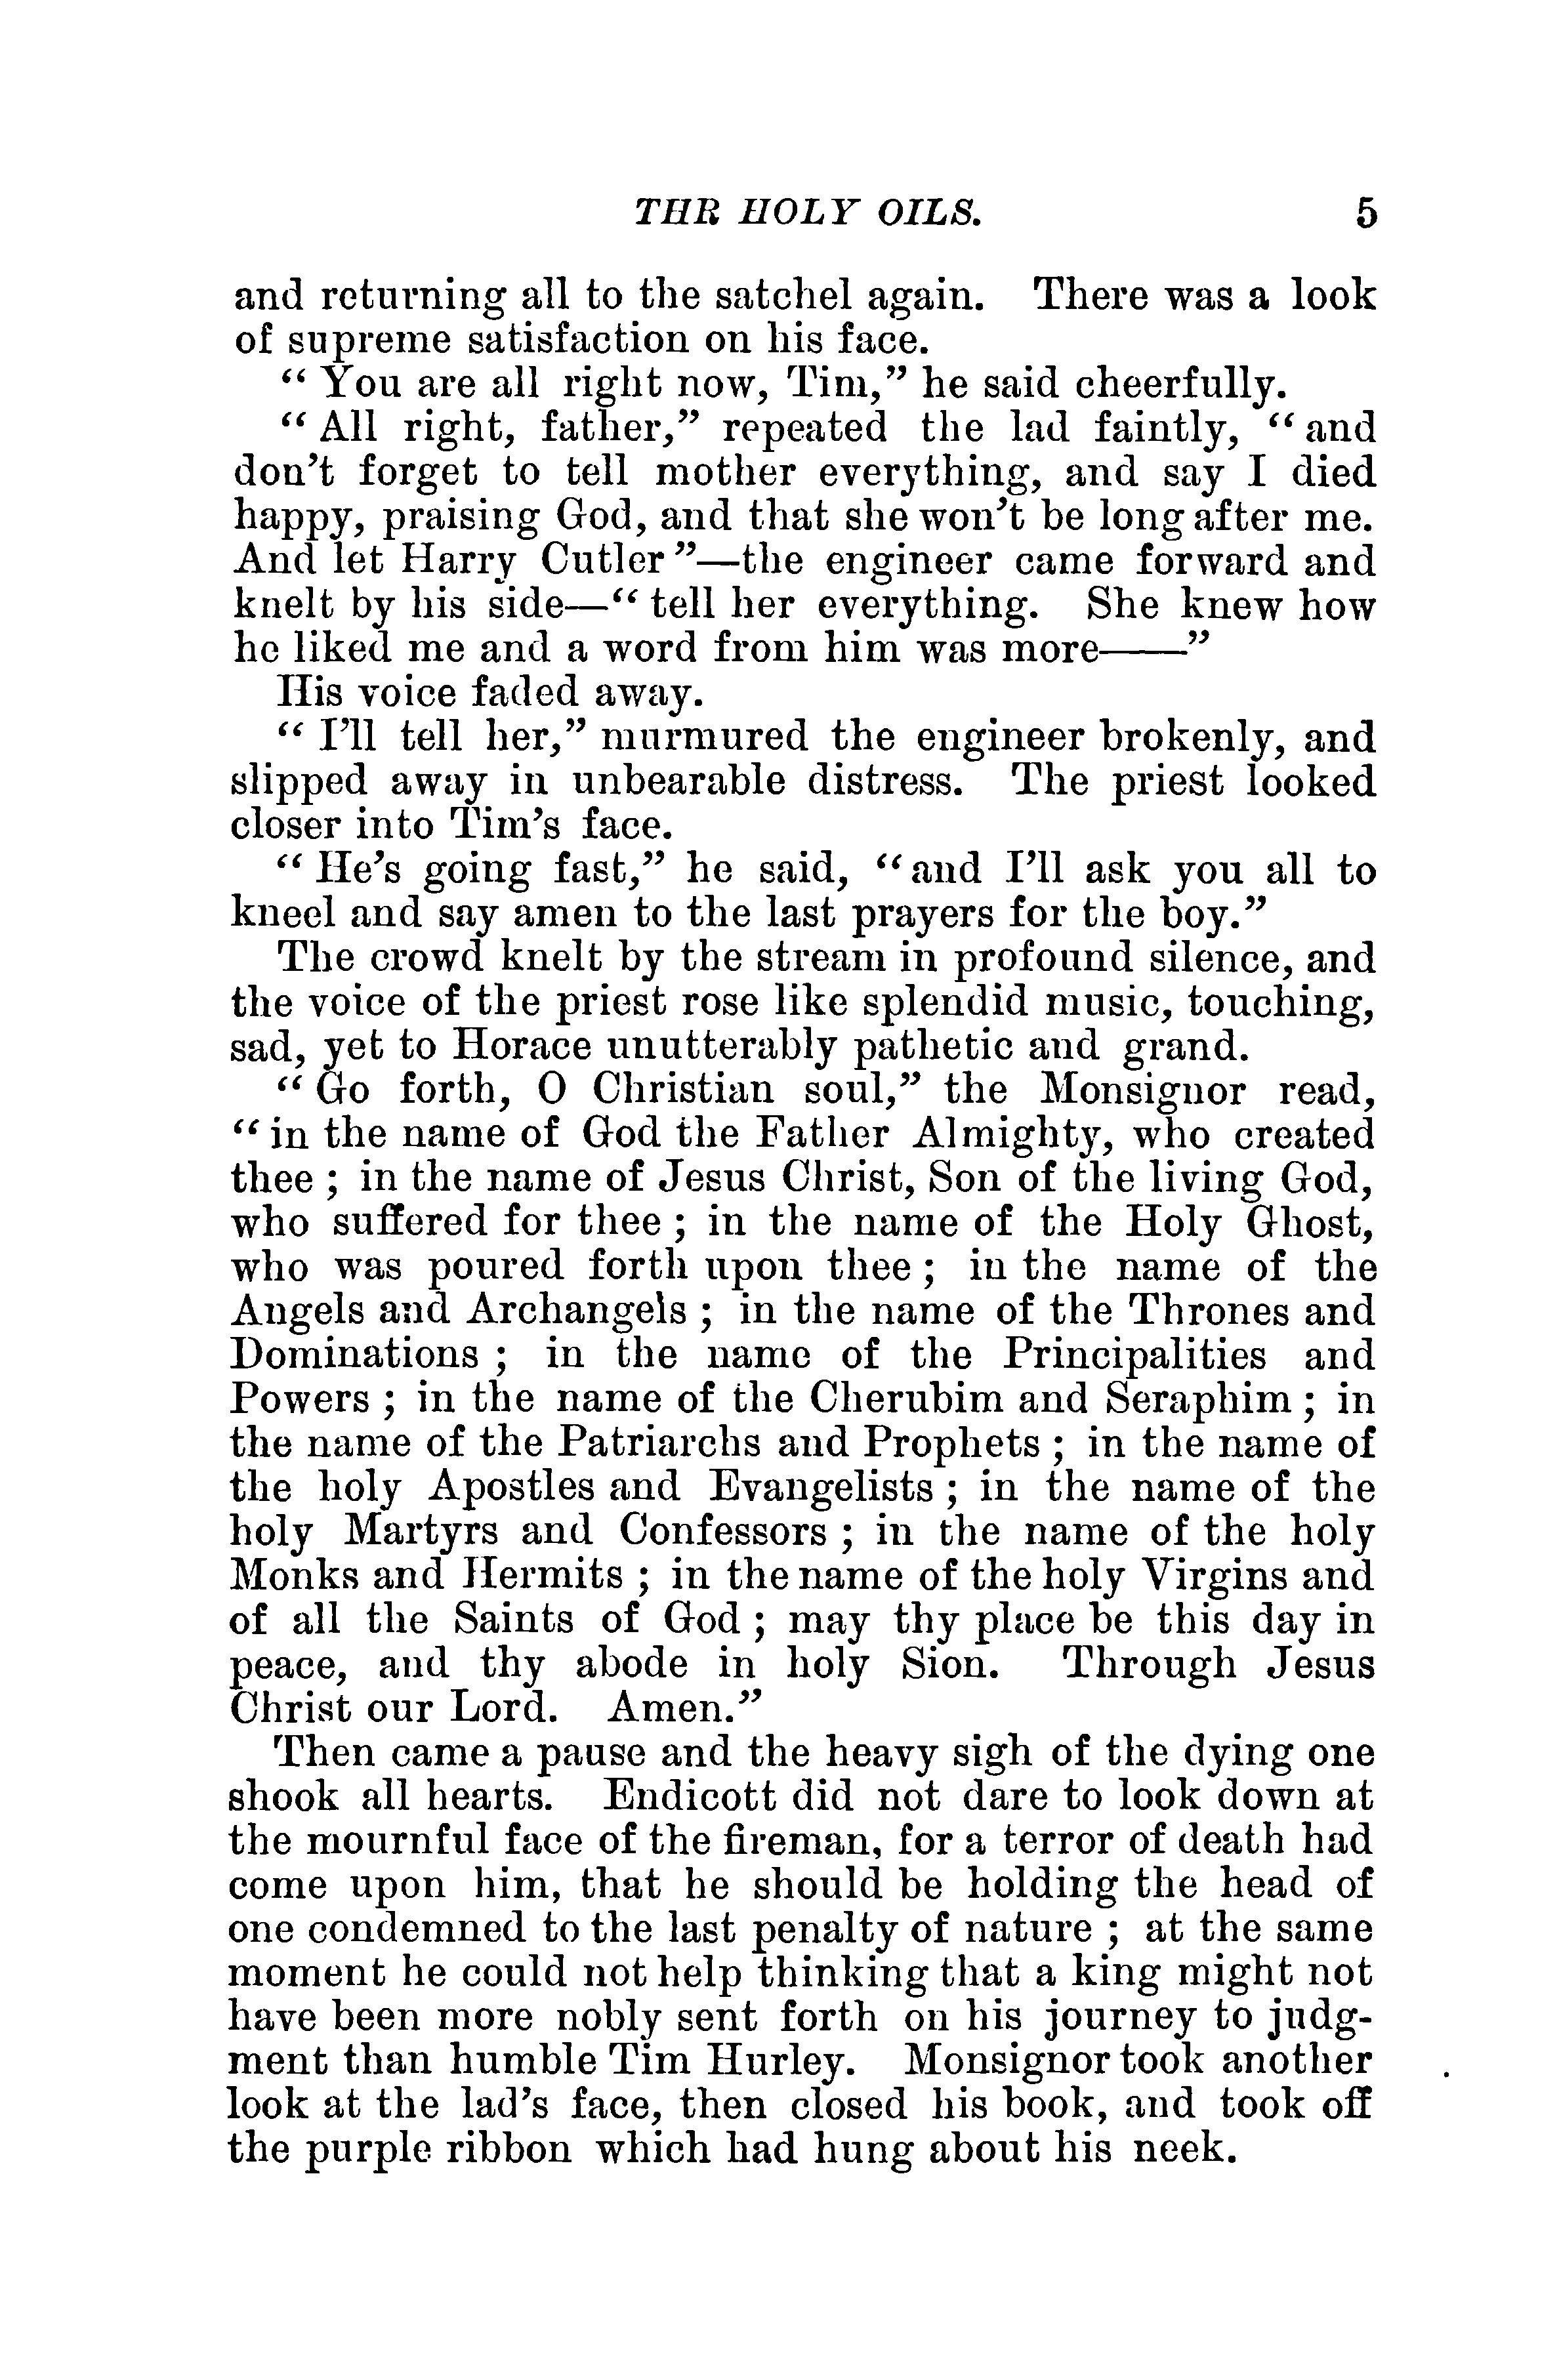 THE HOLY OILS. 5
and returning all to the satchel again. There was a look
of supreme satisfaction on his face.
“ You are all right now, Tim,” he said cheerfully.
“ All right, father,” repeated the lad faintly, “ and
don’t forget to tell mother everything, and say I died
happy, praising God, and that she won’t be long after me.
And let Harry Cutler ”—the engineer came forward and
knelt by his side—“ tell her everything. She knew how
he liked me and a word from him was more——”
His voice faded away.
“ I’ll tell her,” murmured the engineer brokenly, and
slipped away in unbearable distress. The priest looked
closer into Tim’s face.
“ He’s going fast,” he said, “ and I’ll ask you all to
kneel and say amen to the last prayers for the boy.”
The crowd knelt by the stream in profound silence, and
the voice of the priest rose like splendid music, touching,
sad, yet to Horace unutterably pathetic and grand.
“ Go forth, O Christian soul,” the Monsignor read,
“ in the name of God the Father Almighty, who created
thee ; in the name of Jesus Christ, Son of the living God,
who suffered for thee ; in the name of the Holy Ghost,
who was poured forth upon thee ; in the name of the
Angels and Archangels ; in the name of the Thrones and
Dominations ; in the name of the Principalities and
Powers ; in the name of the Cherubim and Seraphim ; in
the name of the Patriarchs and Prophets ; in the name of
the holy Apostles and Evangelists ; in the name of the
holy Martyrs and Confessors ; in the name of the holy
Monks and Hermits ; in the name of the holy Virgins and
of all the Saints of God ; may thy place be this day in
peace, and thy abode in holy Sion. Through Jesus
Christ our Lord. Amen.”
Then came a pause and the heavy sigh of the dying one
shook all hearts. Endicott did not dare to look down at
the mournful face of the fireman, for a terror of death had
come upon him, that he should be holding the head of
one condemned to the last penalty of nature ; at the same
moment he could not help thinking that a king might not
have been more nobly sent forth on his journey to judg-
ment than humble Tim Hurley. Monsignor took another
look at the lad’s face, then closed his book, and took off
the purple ribbon which had hung about his neck.